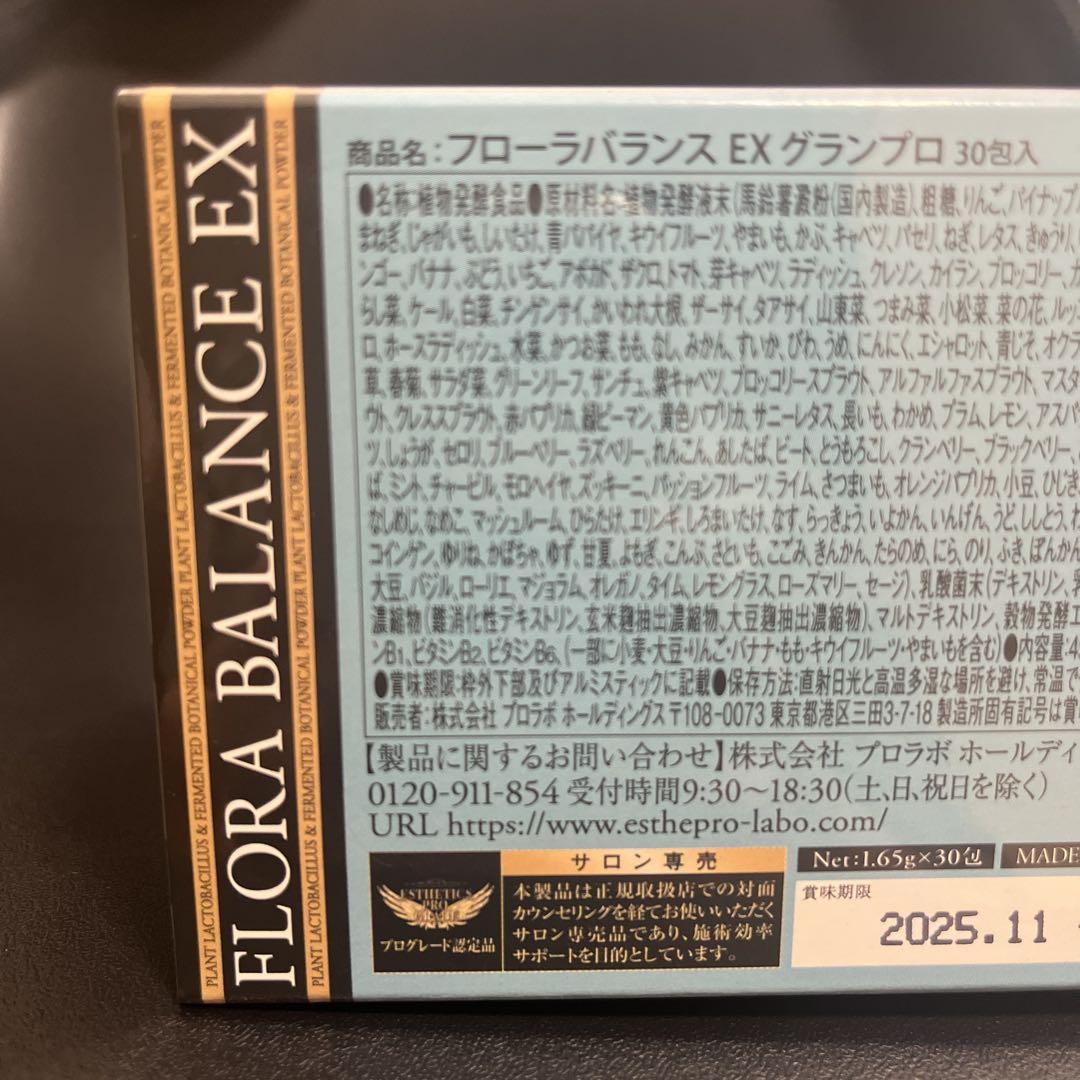 FLORA BALANCE EX
PLANT LACTOBACILLUS & FERMENTED BOTANICAL POWDER PLANT LACTOBACILLUS & FERMENTED BOTANICAL POWDER
PLANT LACTOBACILLUS & FERMENTED BOTANICAL POWDER PLANT LACTOBACILLUS & FERMENTED BOTANICAL POWDER
商品名:フローラバランス EX グランプロ 30包入
●名称:植物発酵食品●原材料名:植物発酵液末(馬鈴薯澱粉(国内製造)、粗糖、りんご、パイナップ
まねぎ、じゃがいも、しいたけ、青パパイヤ、キウイフルーツ、やまいも、かぶ、キャベツ、パセリ、ねぎ、レタス、きゅうり、
ンゴー、バナナ、ぶどう、いちご、アボカド、ザクロ、トマト、芽キャベツ、ラディッシュ、クレソン、カイラン、ブロッコリー、カ
らし菜、ケール、白菜、チンゲンサイ、かいわれ大根、ザーサイ、タアサイ、山東菜、つまみ菜、小松菜、菜の花、ルッ
ロ、ホースラディッシュ、水菜、かつお菜、もも、なし、みかん、すいか、びわ、うめ、にんにく、エシャロット、青じそ、オクラ
草、春菊、サラダ菜、グリーンリーフ、サンチュ、紫キャベツ、ブロッコリースプラウト、アルファルファスプラウト、マスタ
ウト、クレススプラウト、赤パプリカ、緑ピーマン、黄色パプリカ、サニーレタス、長いも、わかめ、プラム、レモン、アスパ
ツ、しょうが、セロリ、ブルーベリー、ラズベリー、れんこん、あしたば、ビート、とうもろこし、クランベリー、ブラックベリー、
ば、ミント、チャービル、モロヘイヤ、ズッキーニ、パッションフルーツ、ライム、さつまいも、オレンジパプリカ、小豆、ひじき
なしめじ、なめこ、マッシュルーム、ひらたけ、エリンギ、しろまいたけ、なす、らっきょう、いよかん、いんげん、うど、ししとう、わ
コインゲン、ゆりね、かぼちゃ、ゆず、甘夏、よもぎ、こんぶ、さといも、こごみ、きんかん、たらのめ、にら、のり、ふき、ぽんかん
大豆、バジル、ローリエ、マジョラム、オレガノ、タイム、レモングラス、ローズマリー、セージ)、乳酸菌末(デキストリン、乳
濃縮物(難消化性デキストリン、玄米麹抽出濃縮物、大豆麹抽出濃縮物)、マルトデキストリン、穀物発酵エ
ンB1、ビタミンB2、ビタミンB6、(一部に小麦・大豆・りんご・バナナ・もも・キウイフルーツ・やまいもを含む)●内容量:4
●賞味期限:枠外下部及びアルミスティックに記載●保存方法:直射日光と高温多湿な場所を避け、常温で
販売者:株式会社 プロラボ ホールディングス〒108-0073 東京都港区三田3-7-18 製造所固有記号は賞
【製品に関するお問い合わせ】株式会社 プロラボ ホールディ
0120-911-854 受付時間9:30〜18:30(土、日、祝日を除く)
URL https://www.esthepro-labo.com/
ESTHETICS
PRO
GRADE
プログレード認定品
サロン専売
本製品は正規取扱店での対面
カウンセリングを経てお使いいただく
サロン専売品であり、施術効率
サポートを目的としています。
Net:1.65g×30包
MADE
賞味期限
2025.11